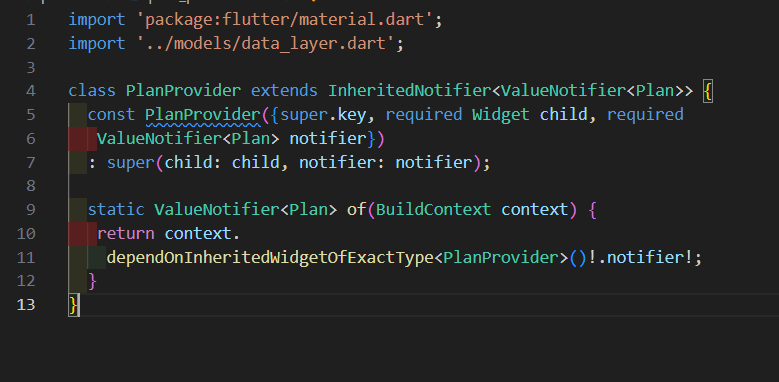 1 import 'package:flutter/material.dart';
2 import '../models/data_layer.dart';
3
4 class PlanProvider extends InheritedNotifier<ValueNotifier<Plan>> {
5   const PlanProvider({super.key, required Widget child, required
6    ValueNotifier<Plan> notifier})
7   : super(child: child, notifier: notifier);
8
9   static ValueNotifier<Plan> of(BuildContext context) {
10    return context.
11     dependOnInheritedWidgetOfExactType<PlanProvider>()!.notifier!;
12   }
13 }